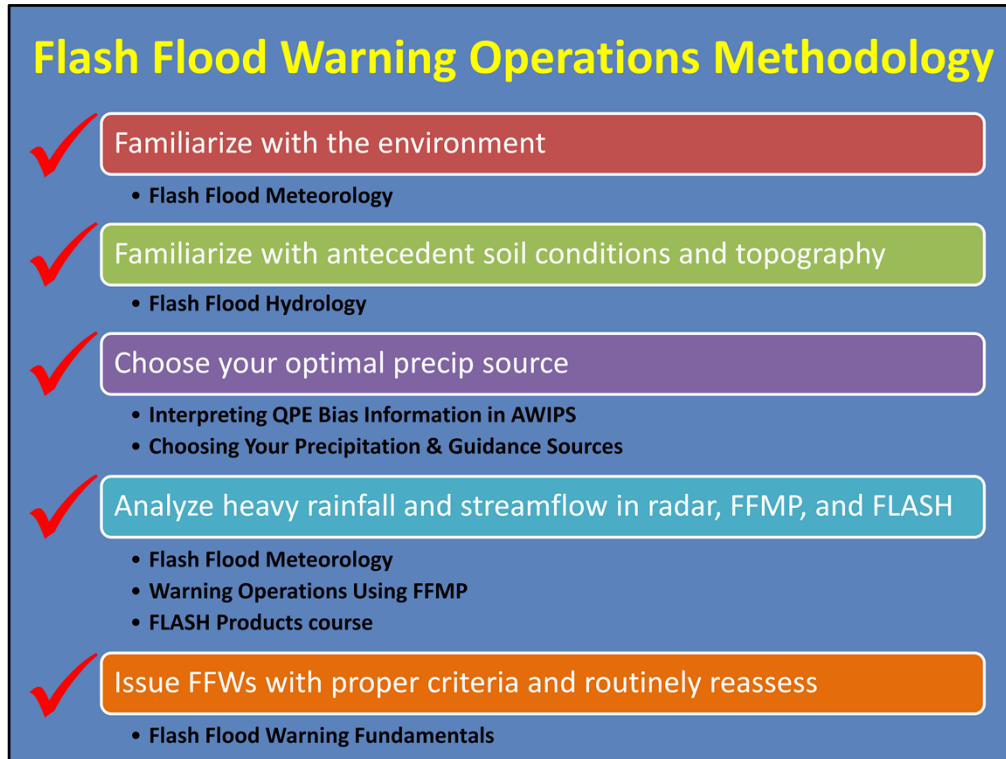 Flash Flood Warning Operations Methodology
Familiarize with the environment
• Flash Flood Meteorology
Familiarize with antecedent soil conditions and topography
• Flash Flood Hydrology
Choose your optimal precip source
• Interpreting QPE Bias Information in AWIPS
• Choosing Your Precipitation & Guidance Sources
Analyze heavy rainfall and streamflow in radar, FFMP, and FLASH
• Flash Flood Meteorology
• Warning Operations Using FFMP
• FLASH Products course
Issue FFWs with proper criteria and routinely reassess
• Flash Flood Warning Fundamentals